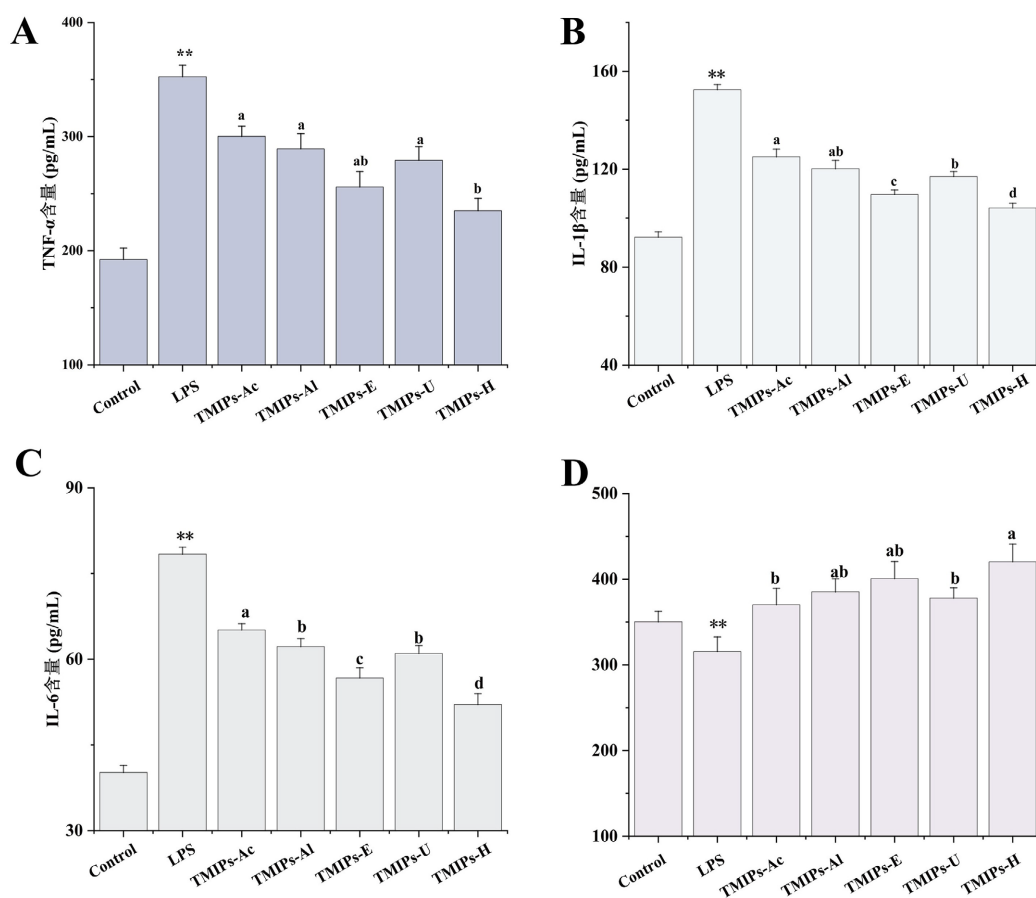 A
TNF-α含量 (pg/mL)
400
300
200
100
**
a
a
ab
a
b
Control
LPS
TMIPs-Ac
TMIPs-Al
TMIPs-E
TMIPs-U
TMIPs-H
B
IL-1β含量 (pg/mL)
160
120
80
40
**
a
ab
c
b
d
Control
LPS
TMIPs-Ac
TMIPs-Al
TMIPs-E
TMIPs-U
TMIPs-H
C
IL-6含量 (pg/mL)
90
60
30
**
a
b
c
b
d
Control
LPS
TMIPs-Ac
TMIPs-Al
TMIPs-E
TMIPs-U
TMIPs-H
D
500
400
300
200
100
**
b
ab
ab
b
a
Control
LPS
TMIPs-Ac
TMIPs-Al
TMIPs-E
TMIPs-U
TMIPs-H